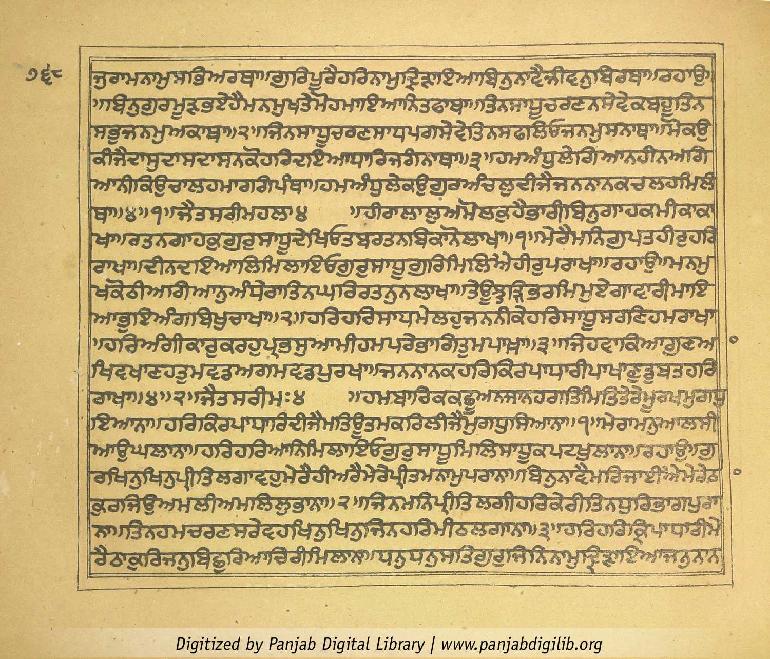 ੭੬੮
ਜੁਰਾਮਨਾਮੁਸਭਿਅਰਥਾ॥ਗੁਰਿਪੂਰੈਹਰਿਨਾਮੁਦ੍ਰਿੜਾਇਆਬਿਨੁਨਾਵੈਜੀਵਨੁਬਿਰਥਾ॥ਰਹਾਉ
॥ਬਿਨੁਗੁਰਮੂੜਭਏਹੈਮਨਮੁਖਤੇਮੋਹਮਾਇਆਨਿਤਫਾਥਾ॥ਤਿਨਸਾਧੂਚਰਣਨਸੇਵੇਕਬਹੂਤਿਨ
ਸਭੁਜਨਮੁਅਕਾਥਾ॥੨॥ਜਿਨਸਾਧੂਚਰਣਸਾਧਪਗਸੇਵੇਤਿਨਸਫਲਿਓਜਨਮੁਸਨਾਥਾ॥ਮੋਕਉ
ਕੀਜੈਦਾਸੁਦਾਸਦਾਸਨਕੋਹਰਿਦਇਆਧਾਰਿਜਗੰਨਾਥਾ॥੩॥ਹਮਅੰਧੁਲੇਗਿਆਨਹੀਨਅਗਿ
ਆਨੀਕਿਉਚਾਲਹਮਾਰਗਿਪੰਥਾ॥ਹਮਅੰਧੁਲੇਕਉਗੁਰਅੰਚਲੁਦੀਜੈਜਨਨਾਨਕਚਲਹਮਿਲੰ
ਥਾ॥੪॥੧॥ਜੈਤਸਰੀਮਹਲਾ੪ ॥ਹੀਰਾਲਾਲੁਅਮੋਲਕੁਹੈਭਾਰੀਬਿਨੁਗਾਹਕਮੀਕਾਕਾ
ਖਾ॥ਰਤਨਗਾਹਕੁਗੁਰੁਸਾਧੂਦੇਖਿਓਤਬਰਤਨਬਿਕਾਨੋਲਾਖਾ॥੧॥ਮੇਰੈਮਨਿਗੁਪਤਹੀਰੁਹਰਿ
ਰਾਖਾ॥ਦੀਨਦਇਆਲਿਮਿਲਾਇਓਗੁਰੁਸਾਧੂਗੁਰਿਮਿਲਿਐਹੀਰੁਪਰਾਖਾ॥ਰਹਾਉ॥ਮਨਮੁ
ਖਕੋਠੀਅਗਿਆਨੁਅੰਧੇਰਾਤਿਨਘਰਿਰਤਨੁਨਲਾਖਾ॥ਤੇਊਝੜਿਭਰਮਿਮੁਏਗਾਵਾਰੀਮਾਇ
ਆਭੁਇਅੰਗਬਿਖੁਚਾਖਾ॥੨॥ਹਰਿਹਰਿਸਾਧਮੇਲਹੁਜਨਨੀਕੇਹਰਿਸਾਧੂਸਰਣਿਹਮਰਾਖਾ
॥ਹਰਿਅੰਗੀਕਾਰੁਕਰਹੁਪ੍ਰਭਸੁਆਮੀਹਮਪਰੇਭਾਗਿਤੁਮਪਾਖਾ॥੩॥ਜਿਹਵਾਕਿਆਗੁਣਅ
ਖਿਵਖਾਣਹਤੁਮਵਡਅਗਮਵਡਪੁਰਖਾ॥ਜਨਨਾਨਕਹਰਿਕਿਰਪਾਧਾਰੀਪਾਖਾਣੁਡੁਬਤਹਰਿ
ਰਾਖਾ॥੪॥੨॥ਜੈਤਸਰੀਮਃ੪ ॥ਹਮਬਾਰਿਕਕਛੂਅਨਜਾਨਹਗਤਿਮਿਤਿਤੇਰੇਮੂਰਖਮੁਗਧ
ਇਆਨਾ॥ਹਰਿਕਿਰਪਾਧਾਰਿਦੀਜੈਮਤਿਊਤਮਕਰਿਲੀਜੈਮੁਗਧੁਸਿਆਨਾ॥੧॥ਮੇਰਾਮਨੁਆਲਸੀ
ਆਉਘਲਾਨਾ॥ਹਰਿਹਰਿਆਨਿਮਿਲਾਇਓਗੁਰੁਸਾਧੂਮਿਲਿਸਾਧੂਕਪਟਖੁਲਾਨਾ॥ਰਹਾਉ॥ਗੁ
ਰਖਿਨੁਖਿਨੁਪ੍ਰੀਤਿਲਗਾਵਹੁਮੇਰੈਹੀਅਰੈਮੇਰੇਪ੍ਰੀਤਮਨਾਮੁਪਰਾਨਾ॥ਬਿਨੁਨਾਵੈਮਰਿਜਾਈਐਮੇਰੇਠਾ
ਕੁਰਜਿਉਅਮਲੀਅਮਲਿਲੁਭਾਨਾ॥੨॥ਜਿਨਮਨਿਪ੍ਰੀਤਿਲਗੀਹਰਿਕੇਰੀਤਿਨਧੁਰਿਭਾਗਪੁਰਾ
ਨਾ॥ਤਿਨਹਮਚਰਣਸਰੇਵਹਖਿਨੁਖਿਨੁਜਿਨਹਰਿਮੀਠਲਗਾਨਾ॥੩॥ਹਰਿਹਰਿਕ੍ਰਿਪਾਧਾਰੀਮੇ
ਰੈਠਾਕੁਰਿਜਨੁਬਿਛੁਰਿਆਚਿਰੀਮਿਲਾਨਾ॥ਧਨੁਧਨੁਸਤਿਗੁਰੁਜਿਨਿਨਾਮੁਦ੍ਰਿੜਾਇਆਜਨੁਨਾਨ
Digitized by Panjab Digital Library | www.panjabdigilib.org